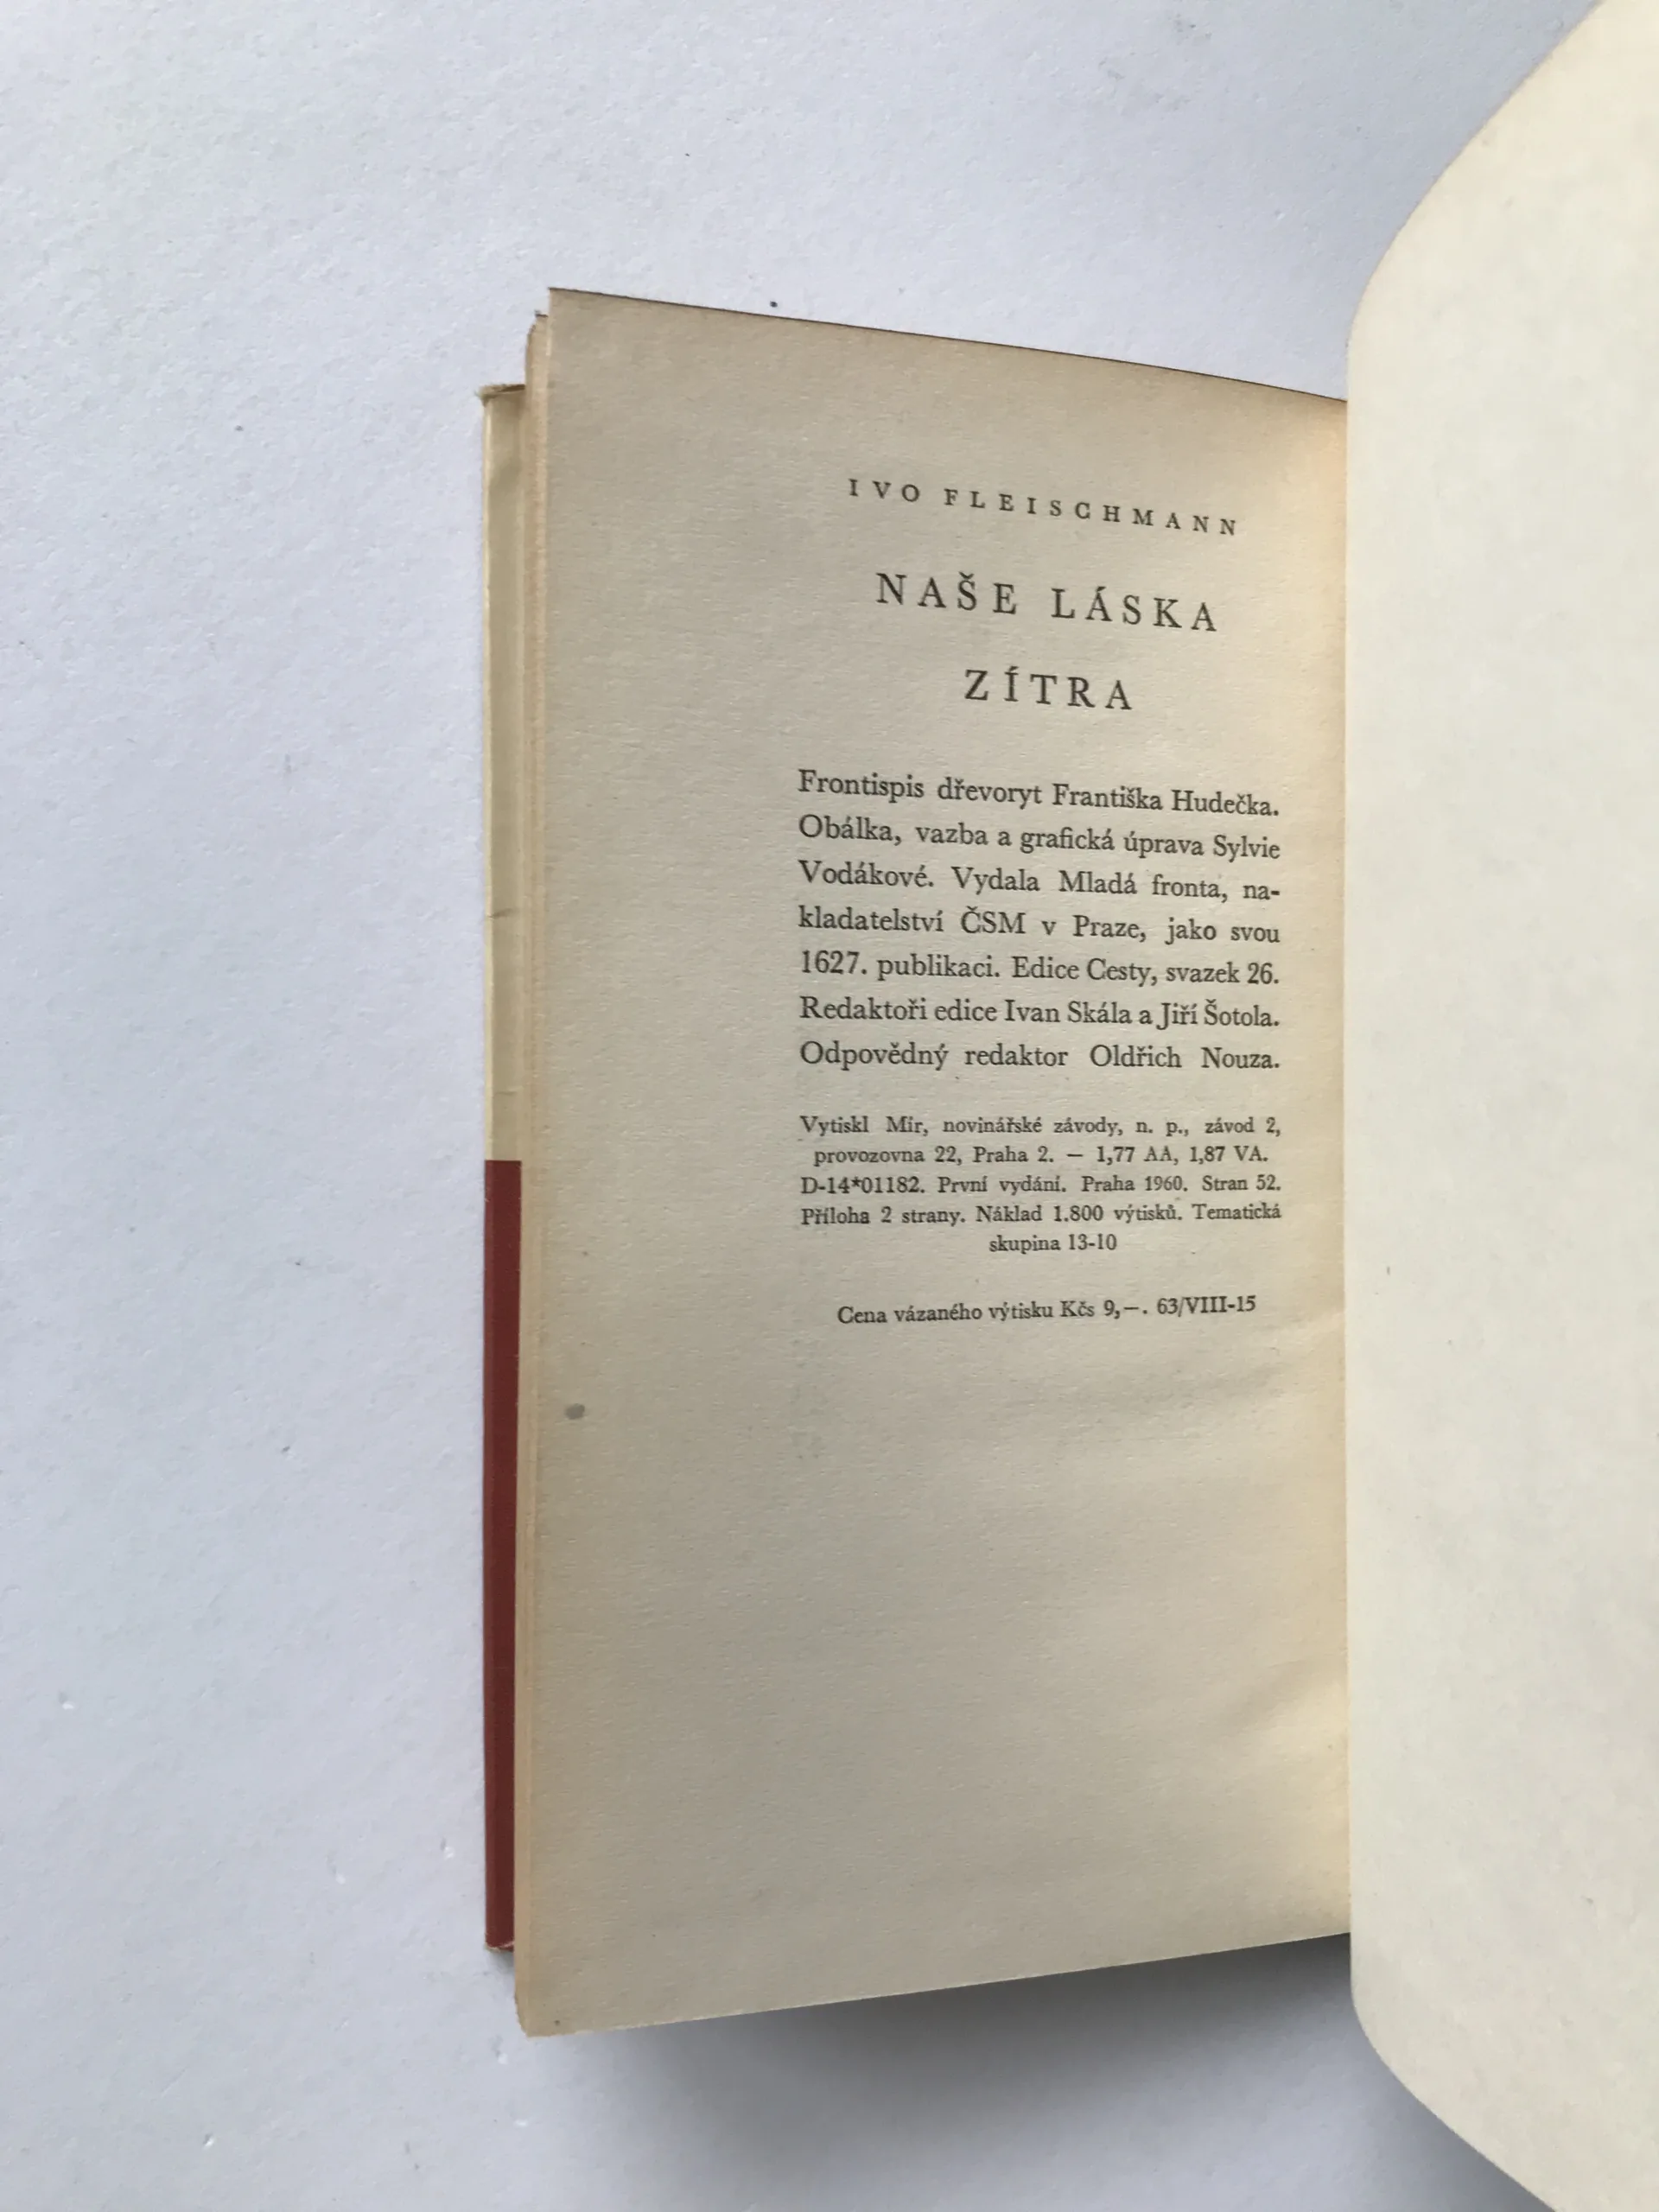 IVO FLEISCHMANN
NAŠE LÁSKA
ZÍTRA
Frontispis dřevoryt Františka Hudečka.
Obálka, vazba a grafická úprava Sylvie
Vodákové. Vydala Mladá fronta, na-
kladatelství ČSM v Praze, jako svou
1627. publikaci. Edice Cesty, svazek 26.
Redaktoři edice Ivan Skála a Jiří Šotola.
Odpovědný redaktor Oldřich Nouza.
Vytiskl Mír, novinářské závody, n. p., závod 2,
provozovna 22, Praha 2. — 1,77 AA, 1,87 VA.
D-14*01182. První vydání. Praha 1960. Stran 52.
Příloha 2 strany. Náklad 1.800 výtisků. Tematická
skupina 13-10
Cena vázaného výtisku Kčs 9,—. 63/VIII-15